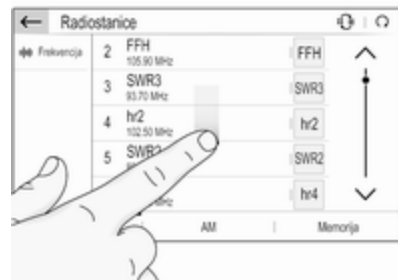 Radiostanice
Frekvencija
2 FFH FFH
105.90 MHz
3 SWR3 SWR3
93.70 MHz
4 hr2 hr2
102.50 MHz
5 SWR2 SWR2
hr4
MHz
AM Memorija